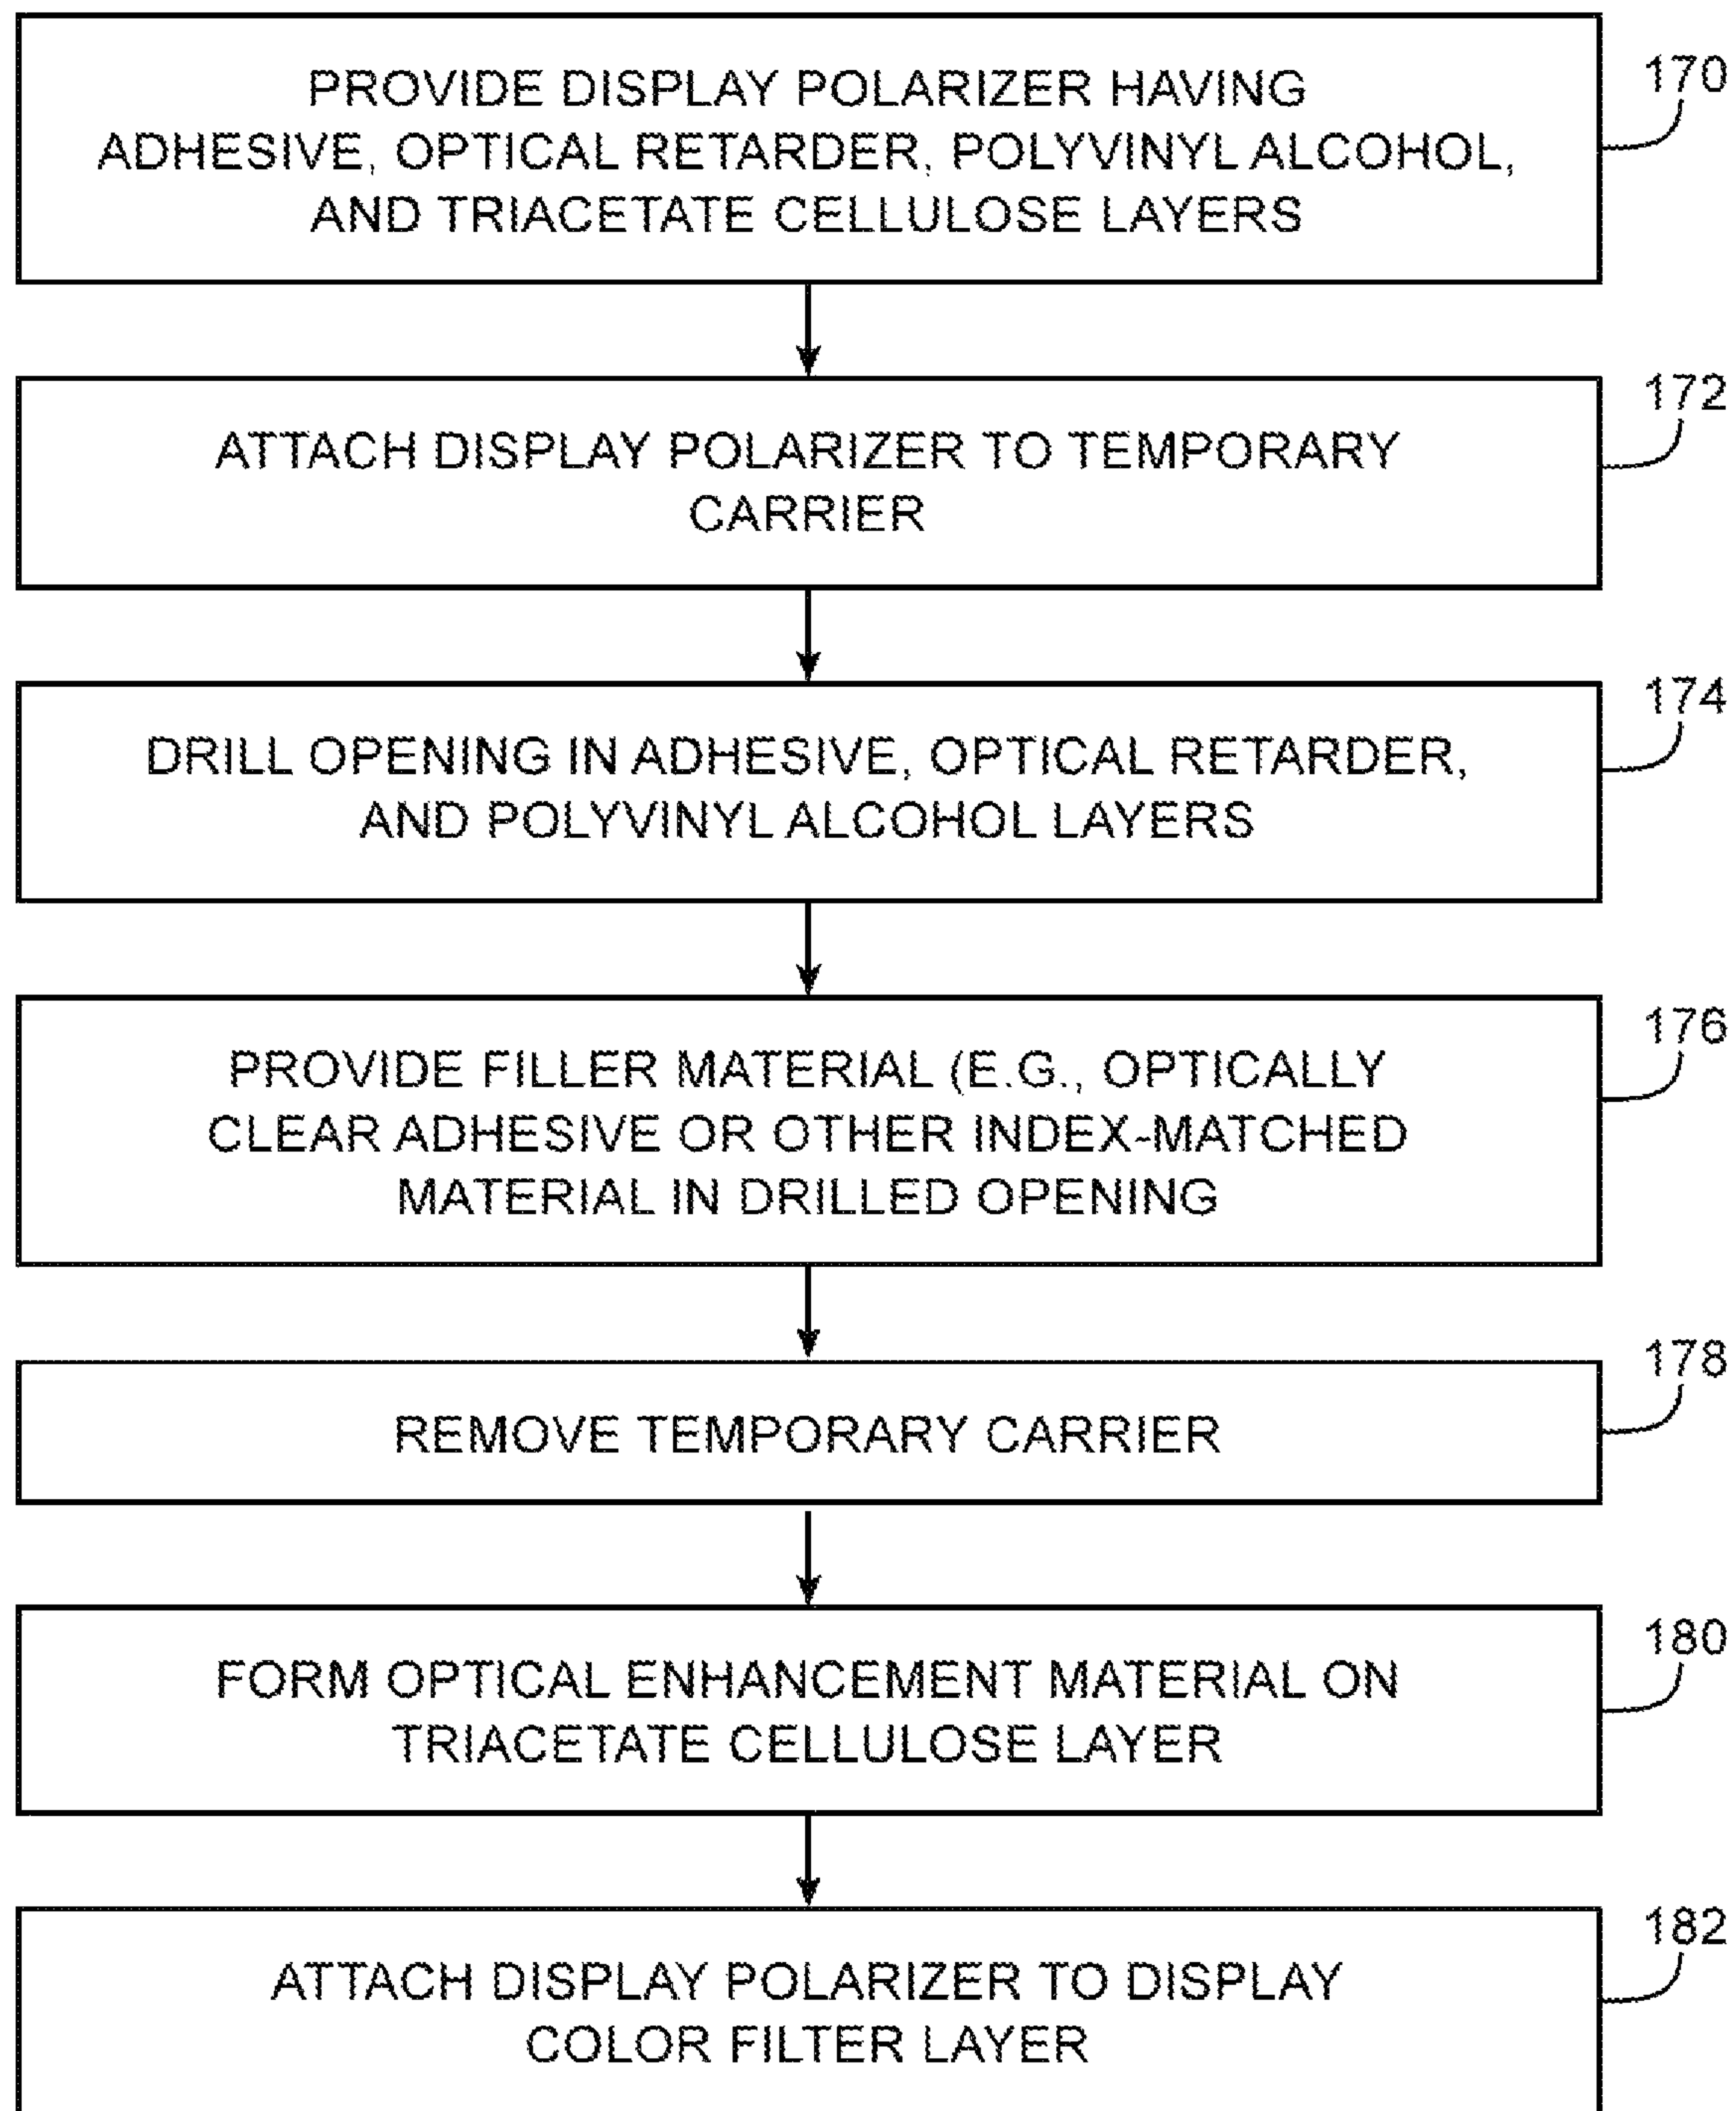 PROVIDE DISPLAY POLARIZER HAVING
ADHESIVE, OPTICAL RETARDER, POLYVINYL ALCOHOL,
AND TRIACETATE CELLULOSE LAYERS
170
ATTACH DISPLAY POLARIZER TO TEMPORARY
CARRIER
172
DRILL OPENING IN ADHESIVE, OPTICAL RETARDER,
AND POLYVINYL ALCOHOL LAYERS
174
PROVIDE FILLER MATERIAL (E.G., OPTICALLY
CLEAR ADHESIVE OR OTHER INDEX-MATCHED
MATERIAL IN DRILLED OPENING
176
REMOVE TEMPORARY CARRIER
178
FORM OPTICAL ENHANCEMENT MATERIAL ON
TRIACETATE CELLULOSE LAYER
180
ATTACH DISPLAY POLARIZER TO DISPLAY
COLOR FILTER LAYER
182